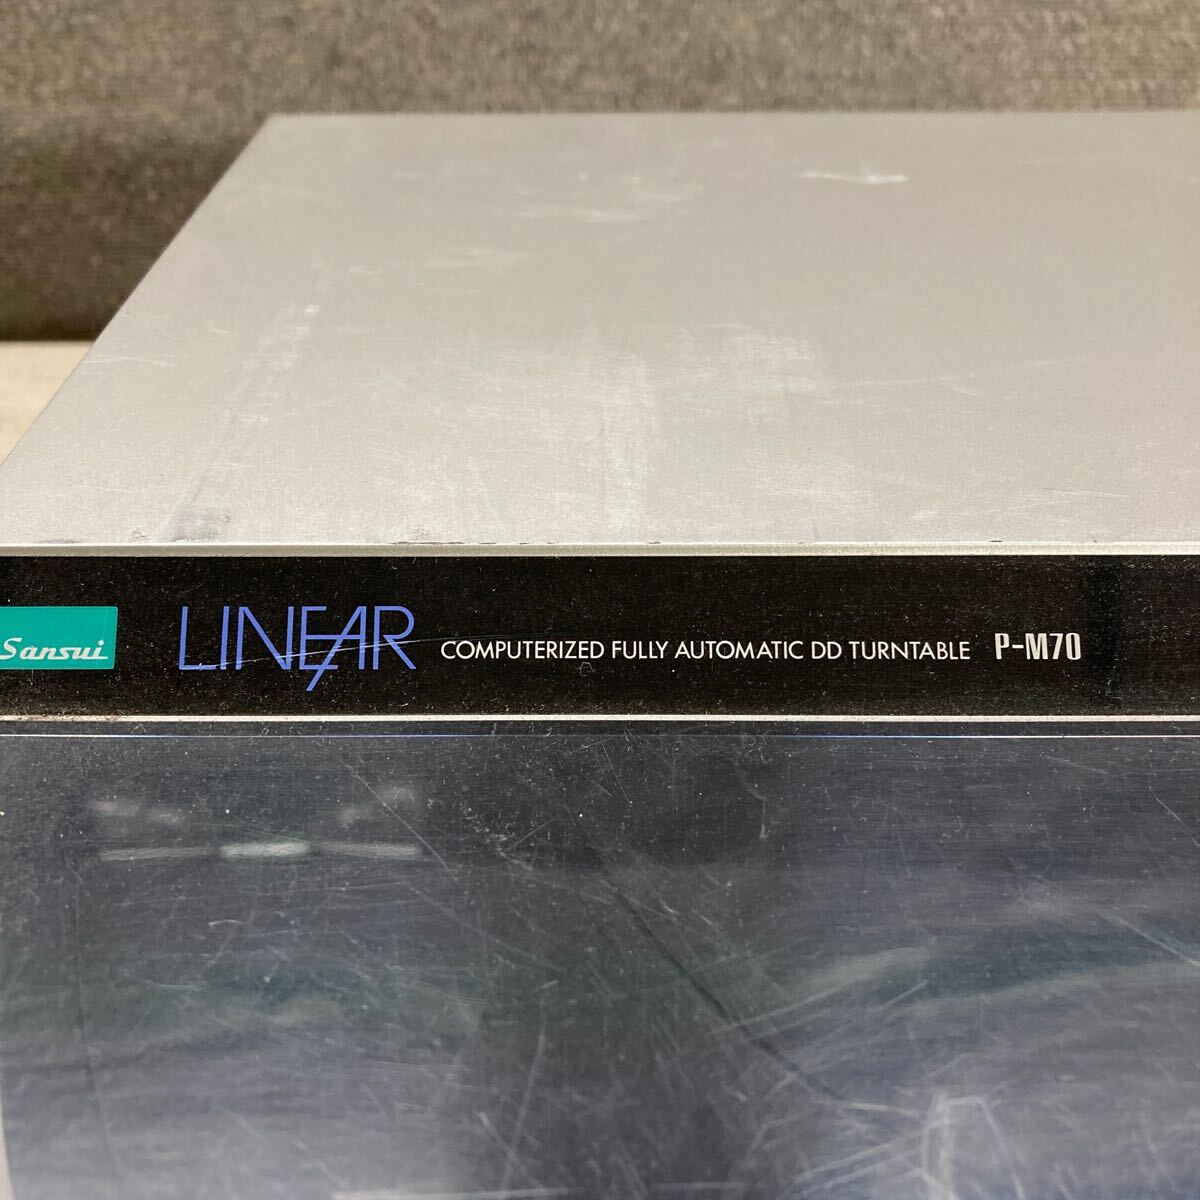 Sansui LINEAR COMPUTERIZED FULLY AUTOMATIC DD TURNTABLE P-M70